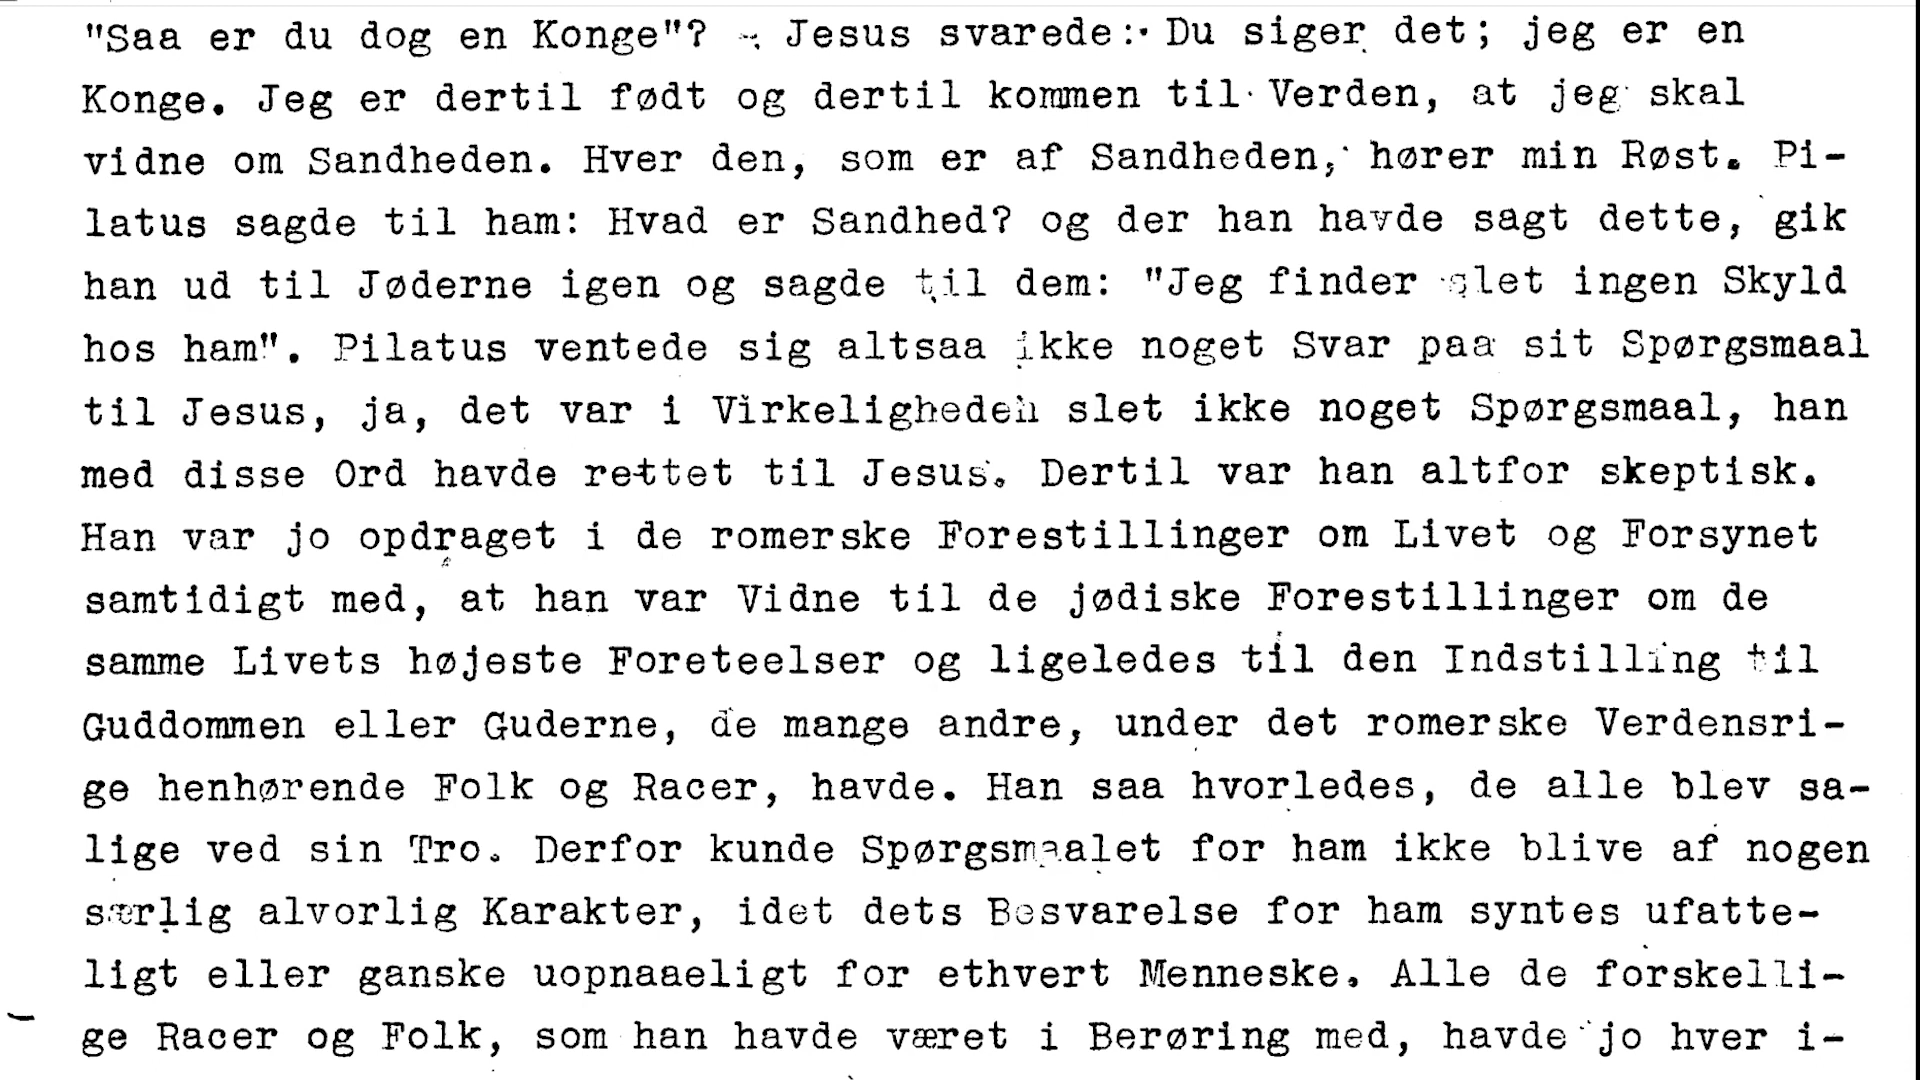 "Saa er du dog en Konge"? - Jesus svarede: Du siger det; jeg er en
Konge. Jeg er dertil født og dertil kommen til Verden, at jeg skal
vidne om Sandheden. Hver den, som er af Sandheden, hører min Røst. Pi-
latus sagde til ham: Hvad er Sandhed? og der han havde sagt dette, gik
han ud til Jøderne igen og sagde til dem: "Jeg finder slet ingen Skyld
hos ham". Pilatus ventede sig altsaa ikke noget Svar paa sit Spørgsmaal
til Jesus, ja, det var i Virkeligheden slet ikke noget Spørgsmaal, han
med disse Ord havde rettet til Jesus. Dertil var han altfor skeptisk.
Han var jo opdraget i de romerske Forestillinger om Livet og Forsynet
samtidigt med, at han var Vidne til de jødiske Forestillinger om de
samme Livets højeste Foreteelser og ligeledes til den Indstilling til
Guddommen eller Guderne, de mange andre, under det romerske Verdensri-
ge henhørende Folk og Racer, havde. Han saa hvorledes, de alle blev sa-
lige ved sin Tro. Derfor kunde Spørgsmaalet for ham ikke blive af nogen
særlig alvorlig Karakter, idet dets Besvarelse for ham syntes ufatte-
ligt eller ganske uopnaaeligt for ethvert Menneske. Alle de forskelli-
ge Racer og Folk, som han havde været i Berøring med, havde jo hver i-